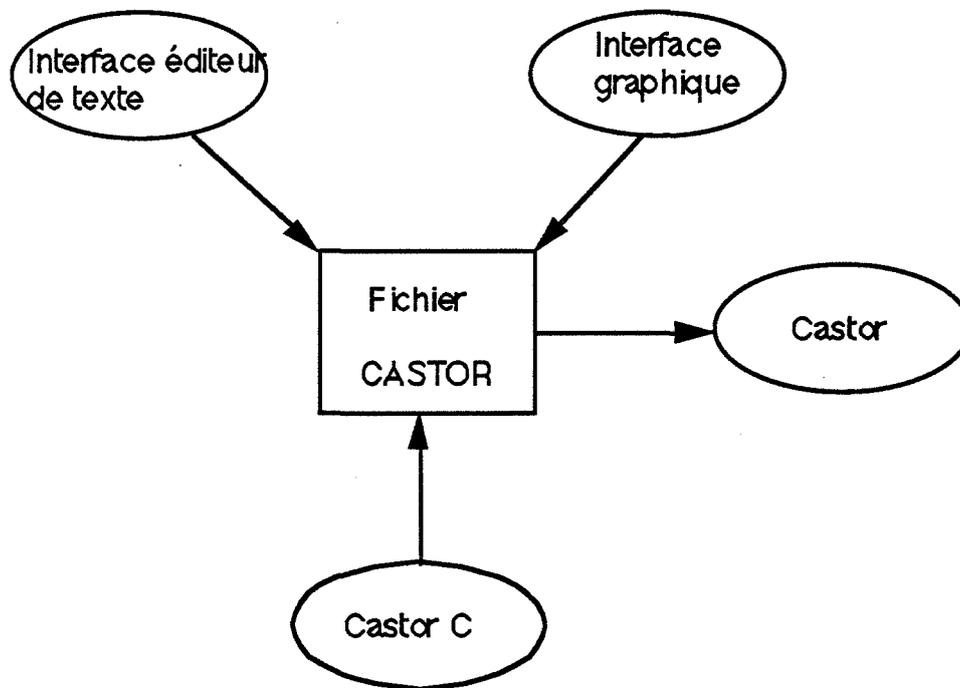 Interface éditeur
de texte
Interface
graphique
Fichier
CASTOR
Castor
Castor C